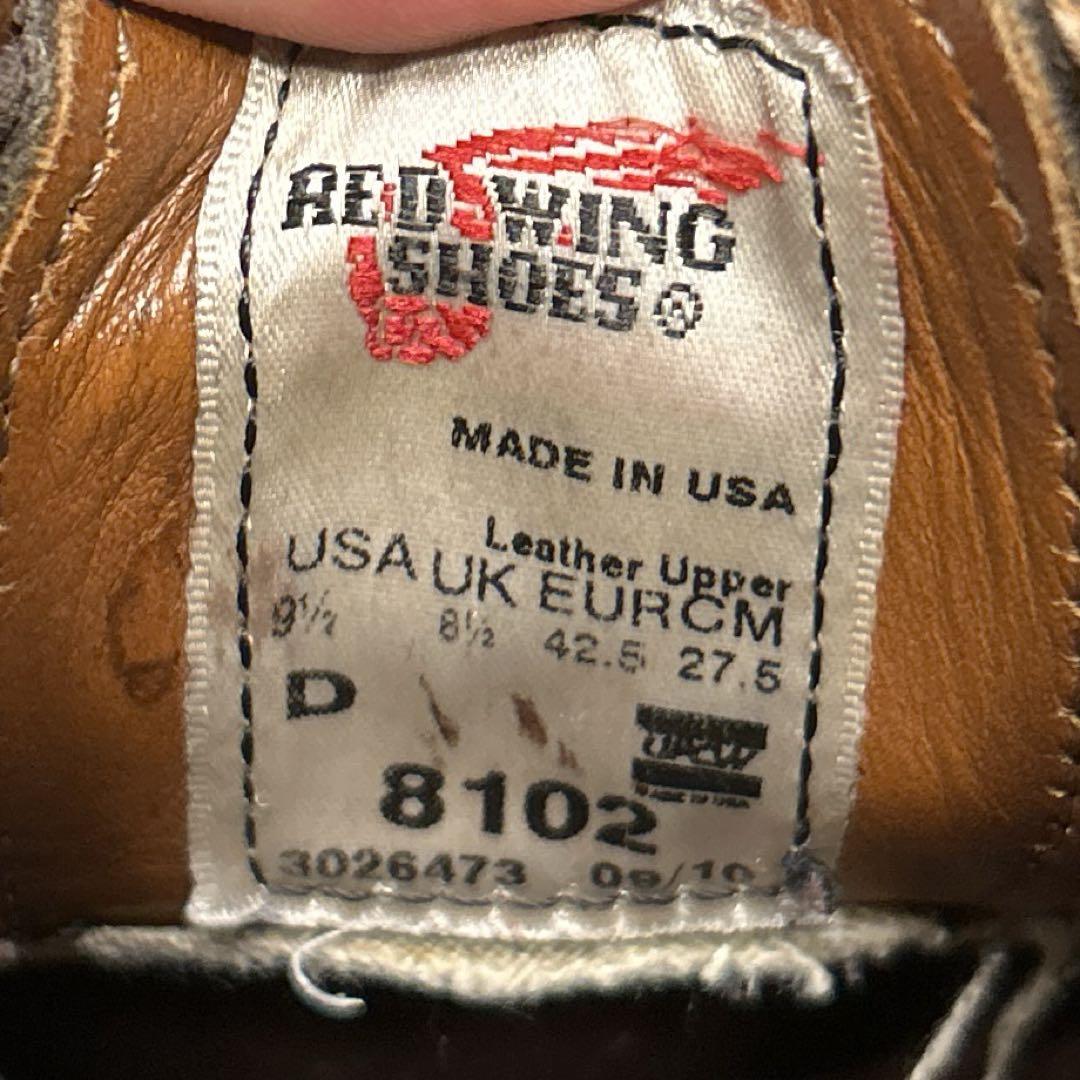 RED WING
SHOES ®
MADE IN USA
Leather Upper
USA UK EUR CM
9½ 8½ 42.5 27.5
D
8102
3026473